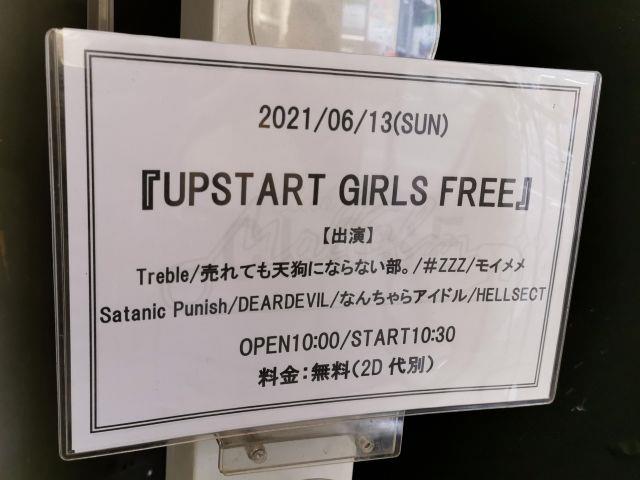 2021/06/13(SUN)
『UPSTART GIRLS FREE』
【出演】
Treble/売れても天狗にならない部。/#ZZZ/モイメメ
Satanic Punish/DEARDEVIL/なんちゃらアイドル/HELLSECT
OPEN10:00/START10:30
料金:無料(2D 代別)